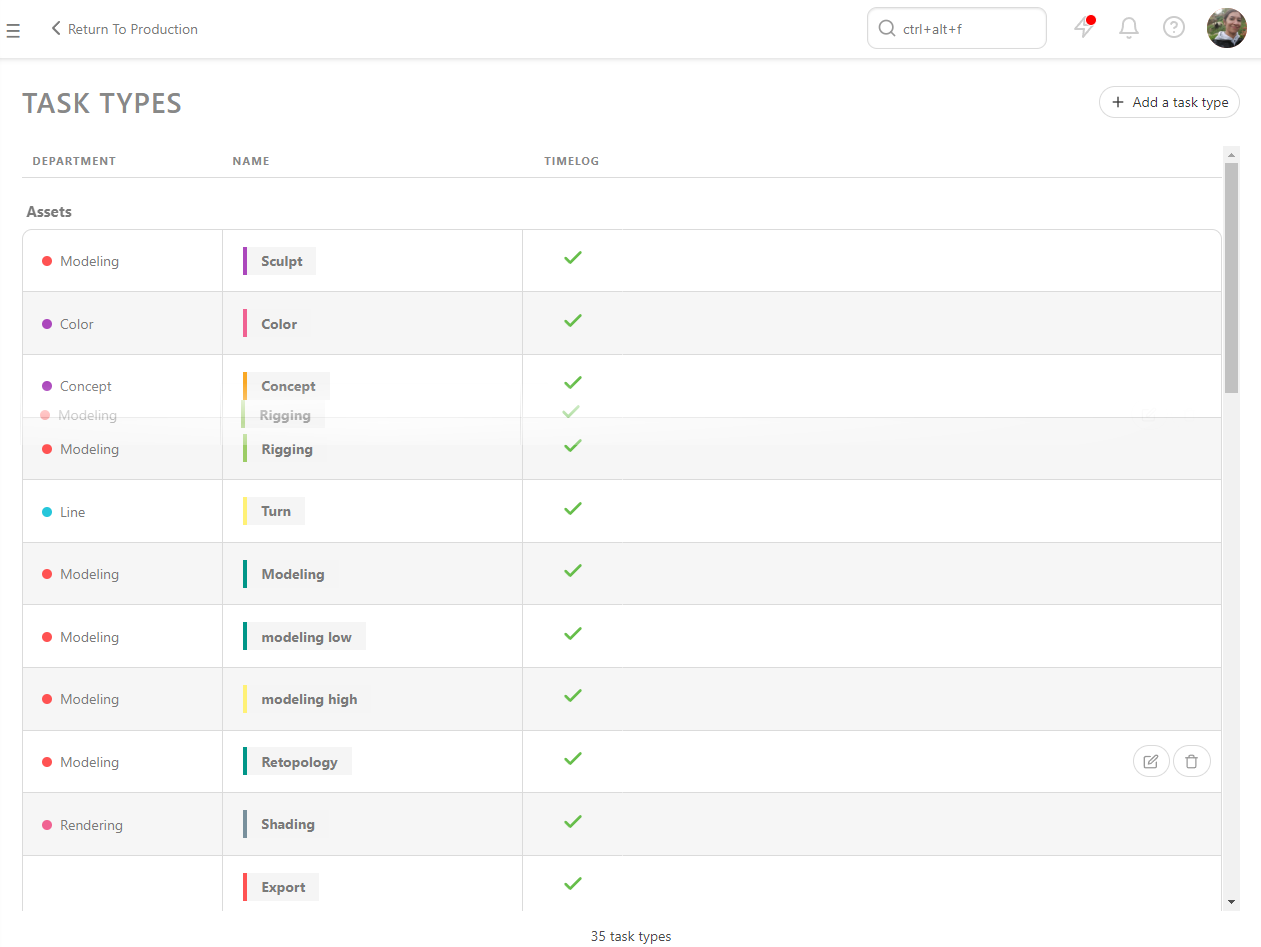 Return To Production
ctrl+alt+f
TASK TYPES
Add a task type
DEPARTMENT NAME TIMELOG
Assets
Modeling Sculpt
Color Color
Concept Concept
Modeling Rigging
Modeling Rigging
Line Turn
Modeling Modeling
Modeling modeling low
Modeling modeling high
Modeling Retopology
Rendering Shading
Export
35 task types